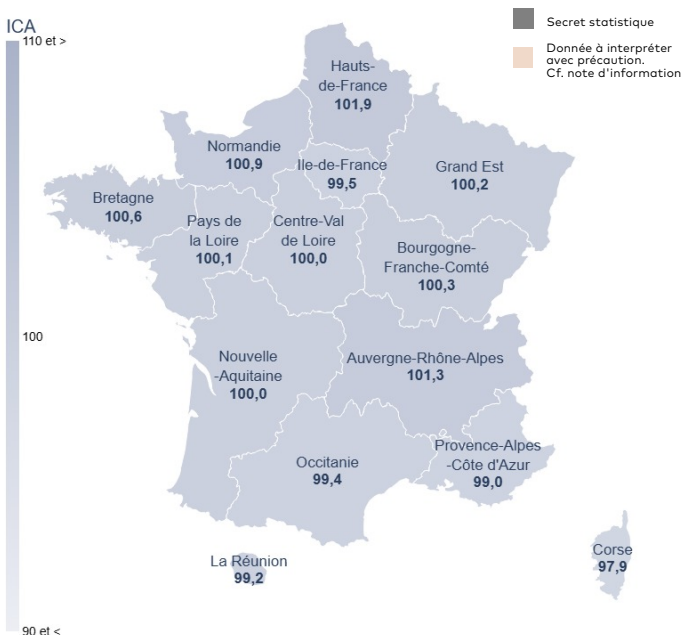 ICA
110 et >
100
90 et <
Secret statistique
Donnée à interpréter
avec précaution.
Cf. note d'information
Hauts-
de-France
101,9
Normandie
100,9
Ile-de-France
99,5
Grand Est
100,2
Bretagne
100,6
Pays de
la Loire
100,1
Centre-Val
de Loire
100,0
Bourgogne-
Franche-Comté
100,3
Nouvelle
-Aquitaine
100,0
Auvergne-Rhône-Alpes
101,3
Occitanie
99,4
Provence-Alpes
-Côte d'Azur
99,0
La Réunion
99,2
Corse
97,9